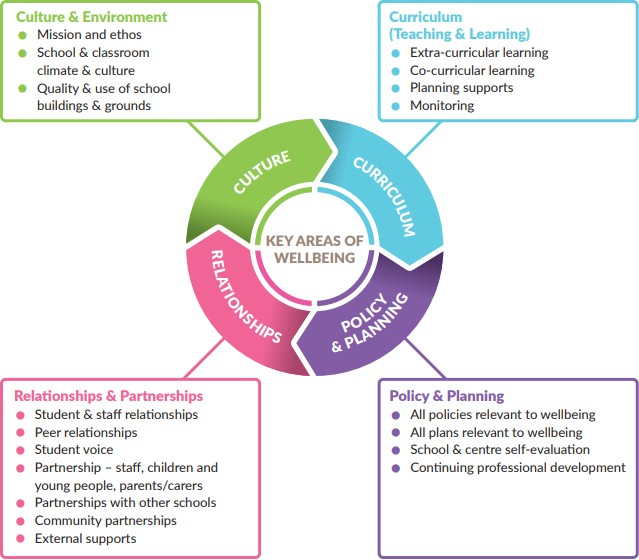 Culture & Environment
Mission and ethos
School & classroom
climate & culture
Quality & use of school
buildings & grounds
Curriculum
(Teaching & Learning)
Extra-curricular learning
Co-curricular learning
Planning supports
Monitoring
CULTURE
CURRICULUM
KEY AREAS OF
WELLBEING
RELATIONSHIPS
POLICY
& PLANNING
Relationships & Partnerships
Student & staff relationships
Peer relationships
Student voice
Partnership – staff, children and
young people, parents/carers
Partnerships with other schools
Community partnerships
External supports
Policy & Planning
All policies relevant to wellbeing
All plans relevant to wellbeing
School & centre self-evaluation
Continuing professional development